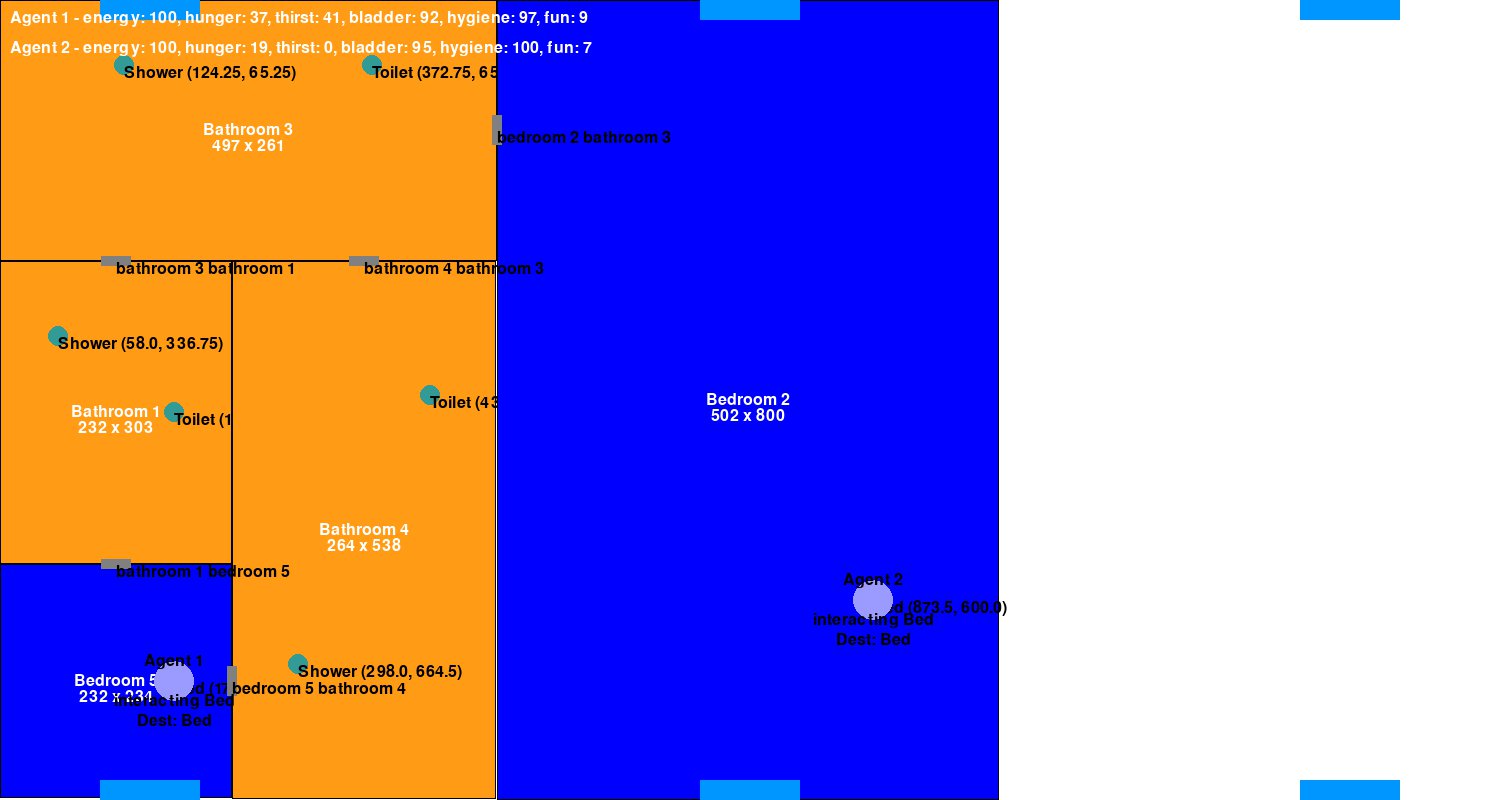 Agent 1 - energy: 100, hunger: 37, thirst: 41, bladder: 92, hygiene: 97, fun: 9
Agent 2 - energy: 100, hunger: 19, thirst: 0, bladder: 95, hygiene: 100, fun: 7
Shower (124.25, 65.25)
Toilet (372.75, 65
Bathroom 3
497 x 261
bedroom 2 bathroom 3
bathroom 3 bathroom 1
bathroom 4 bathroom 3
Shower (58.0, 336.75)
Toilet (43
Bathroom 1
232 x 303
Toilet (1
Bedroom 2
502 x 800
Bathroom 4
264 x 538
bathroom 1 bedroom 5
Agent 2
d (873.5, 600.0)
interacting Bed
Dest: Bed
Agent 1
Shower (298.0, 664.5)
Bedroom 5
232 x 234
d (17
bedroom 5 bathroom 4
interacting Bed
Dest: Bed